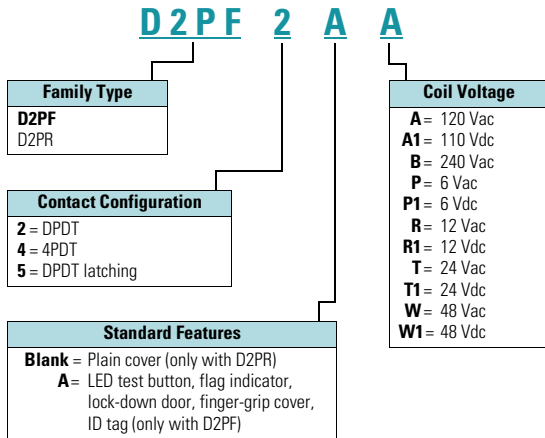 D2PF 2 A A
Family Type
D2PF
D2PR
Contact Configuration
2 = DPDT
4 = 4PDT
5 = DPDT latching
Standard Features
Blank = Plain cover (only with D2PR)
A = LED test button, flag indicator,
lock-down door, finger-grip cover,
ID tag (only with D2PF)
Coil Voltage
A = 120 Vac
A1 = 110 Vdc
B = 240 Vac
P = 6 Vac
P1 = 6 Vdc
R = 12 Vac
R1 = 12 Vdc
T = 24 Vac
T1 = 24 Vdc
W = 48 Vac
W1 = 48 Vdc